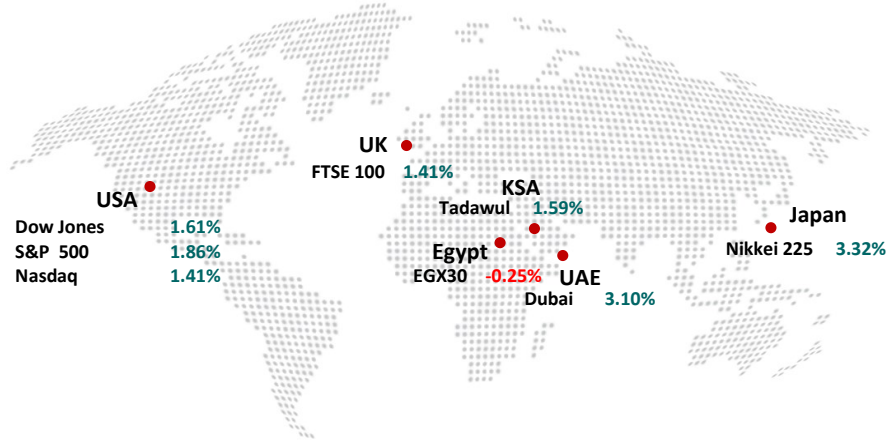 UK
FTSE 100 1.41%
KSA
USA
Tadawul 1.59%
Japan
Dow Jones 1.61%
S&P 500 1.86%
Egypt
Nikkei 225 3.32%
Nasdaq 1.41%
EGX30 -0.25%
UAE
Dubai 3.10%